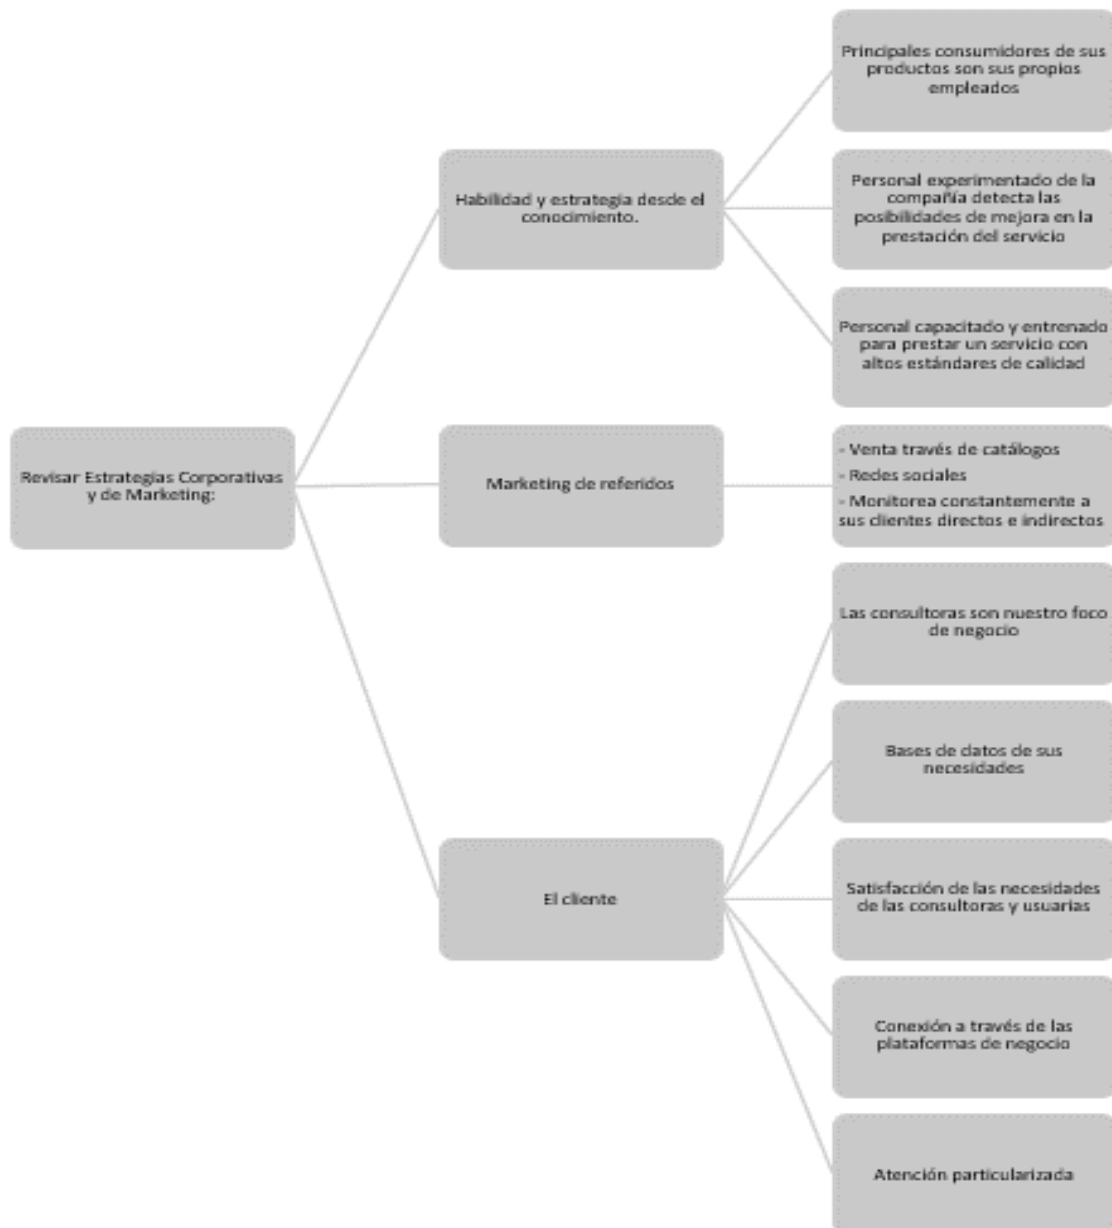 Principales consumidores de sus
productos son sus propios
empleados
Habilidad y estrategia desde el
conocimiento.
Personal experimentado de la
compañía detecta las
posibilidades de mejora en la
prestación del servicio
Personal capacitado y entrenado
para prestar un servicio con
altos estándares de calidad
Revisar Estrategias Corporativas
y de Marketing:
Marketing de referidos
- Venta través de catálogos
- Redes sociales
- Monitorea constantemente a
sus clientes directos e indirectos
Las consultoras son nuestro foco
de negocio
Bases de datos de sus
necesidades
El cliente
Satisfacción de las necesidades
de las consultoras y usuarias
Conexión a través de las
plataformas de negocio
Atención particularizada